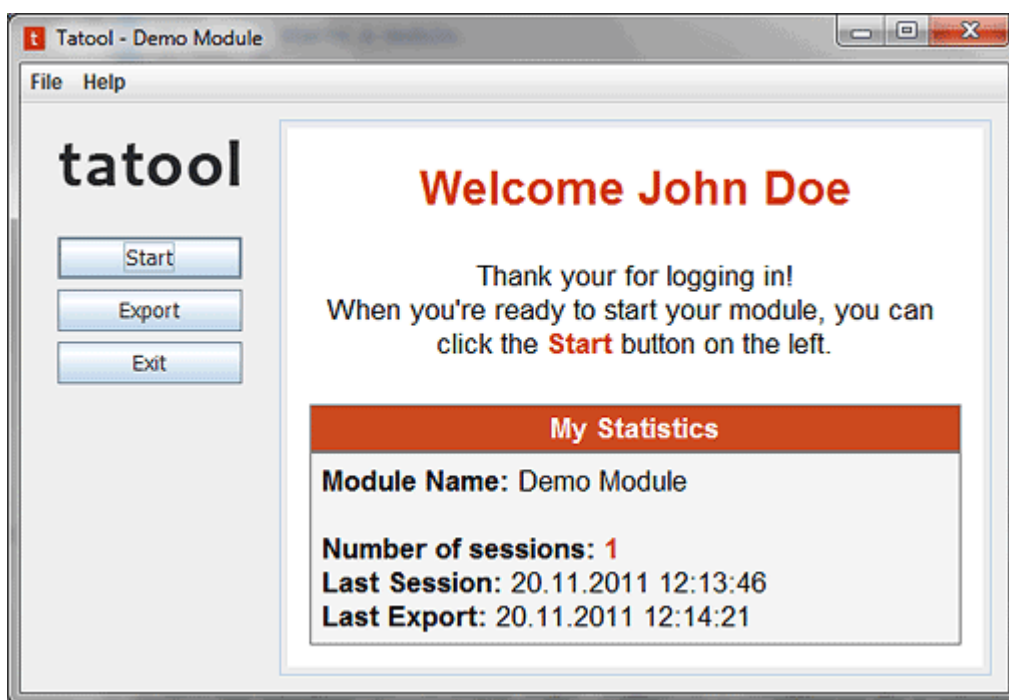 t Tatool - Demo Module
File Help
tatool
Start
Export
Exit
Welcome John Doe
Thank your for logging in!
When you're ready to start your module, you can
click the Start button on the left.
My Statistics
Module Name: Demo Module
Number of sessions: 1
Last Session: 20.11.2011 12:13:46
Last Export: 20.11.2011 12:14:21